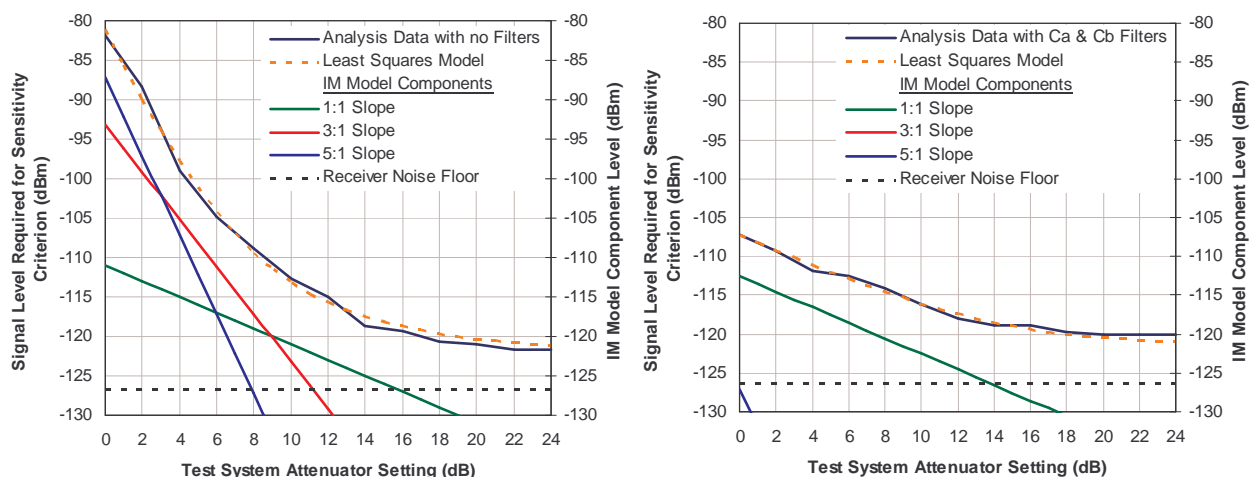 -80
-85
-90
-95
-100
-105
-110
-115
-120
-125
-130
Signal Level Required for Sensitivity
Criterion (dBm)
Analysis Data with no Filters
Least Squares Model
IM Model Components
1:1 Slope
3:1 Slope
5:1 Slope
Receiver Noise Floor
-80
-85
-90
-95
-100
-105
-110
-115
-120
-125
-130
IM Model Component Level (dBm)
0 2 4 6 8 10 12 14 16 18 20 22 24
Test System Attenuator Setting (dB)
-80
-85
-90
-95
-100
-105
-110
-115
-120
-125
-130
Signal Level Required for Sensitivity
Criterion (dBm)
Analysis Data with Ca & Cb Filters
Least Squares Model
IM Model Components
1:1 Slope
3:1 Slope
5:1 Slope
Receiver Noise Floor
-80
-85
-90
-95
-100
-105
-110
-115
-120
-125
-130
IM Model Component Level (dBm)
0 2 4 6 8 10 12 14 16 18 20 22 24
Test System Attenuator Setting (dB)